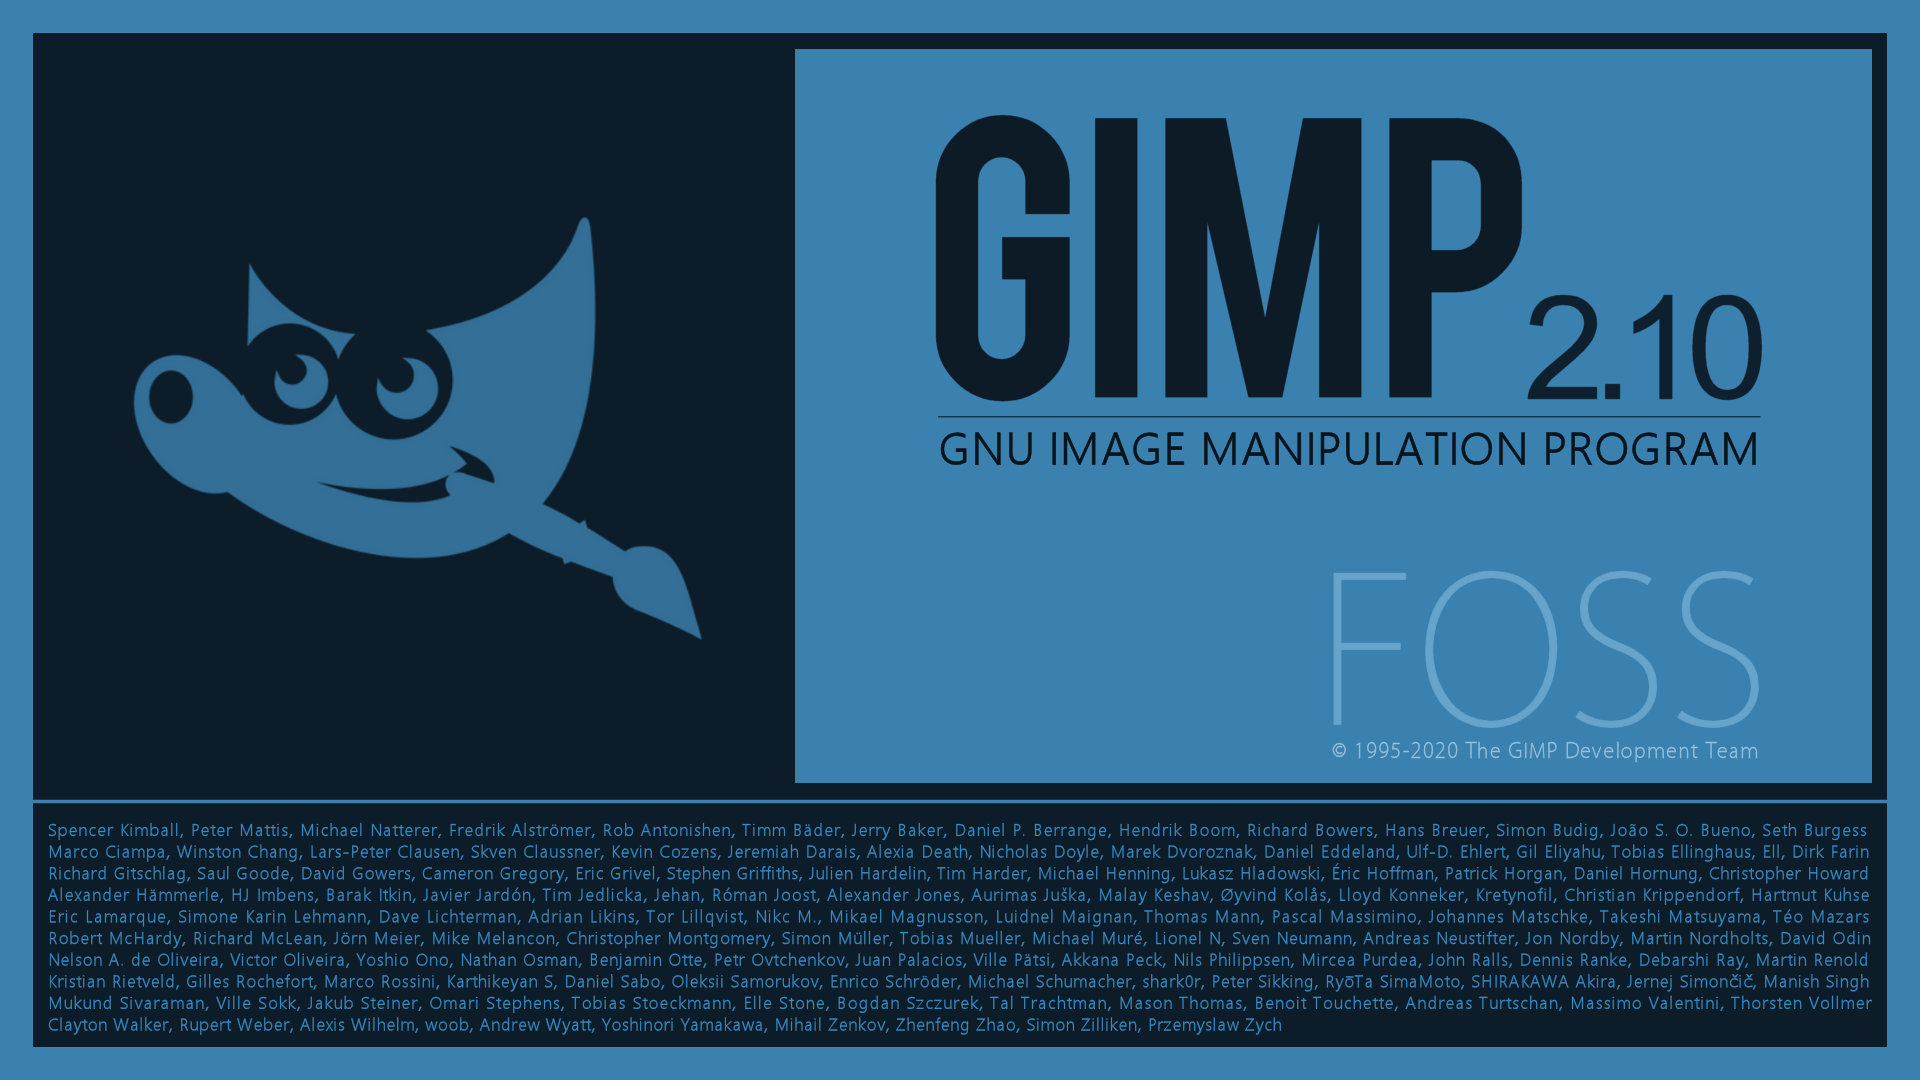 GIMP 2.10
GNU IMAGE MANIPULATION PROGRAM
FOSS
© 1995-2020 The GIMP Development Team
Spencer Kimball, Peter Mattis, Michael Natterer, Fredrik Alströmer, Rob Antonishen, Timm Bäder, Jerry Baker, Daniel P. Berrange, Hendrik Boom, Richard Bowers, Hans Breuer, Simon Budig, João S. O. Bueno, Seth Burgess
Marco Ciampa, Winston Chang, Lars-Peter Clausen, Skven Claussner, Kevin Cozens, Jeremiah Darais, Alexia Death, Nicholas Doyle, Marek Dvoroznak, Daniel Eddeland, Ulf-D. Ehlert, Gil Eliyahu, Tobias Ellinghaus, Ell, Dirk Farin
Richard Gitschlag, Saul Goode, David Gowers, Cameron Gregory, Eric Grivel, Stephen Griffiths, Julien Hardelin, Tim Harder, Michael Henning, Lukasz Hladowski, Éric Hoffman, Patrick Horgan, Daniel Hornung, Christopher Howard
Alexander Hämmerle, HJ Imbens, Barak Itkin, Javier Jardón, Tim Jedlicka, Jehan, Róman Joost, Alexander Jones, Aurimas Juška, Malay Keshav, Øyvind Kolås, Lloyd Konneker, Kretynofil, Christian Krippendorf, Hartmut Kuhse
Eric Lamarque, Simone Karin Lehmann, Dave Lichterman, Adrian Likins, Tor Lillqvist, Nikc M., Mikael Magnusson, Luidnel Maignan, Thomas Mann, Pascal Massimino, Johannes Matschke, Takeshi Matsuyama, Téo Mazars
Robert McHardy, Richard McLean, Jörn Meier, Mike Melancon, Christopher Montgomery, Simon Müller, Tobias Mueller, Michael Muré, Lionel N, Sven Neumann, Andreas Neustifter, Jon Nordby, Martin Nordholts, David Odin
Nelson A. de Oliveira, Victor Oliveira, Yoshio Ono, Nathan Osman, Benjamin Otte, Petr Ovtchenkov, Juan Palacios, Ville Pätsi, Akkana Peck, Nils Philippsen, Mircea Purdea, John Ralls, Dennis Ranke, Debarshi Ray, Martin Renold
Kristian Rietveld, Gilles Rochefort, Marco Rossini, Karthikeyan S, Daniel Sabo, Oleksii Samorukov, Enrico Schröder, Michael Schumacher, shark0r, Peter Sikking, RyōTa SimaMoto, SHIRAKAWA Akira, Jernej Simončič, Manish Singh
Mukund Sivaraman, Ville Sokk, Jakub Steiner, Omari Stephens, Tobias Stoeckmann, Elle Stone, Bogdan Szczurek, Tal Trachtman, Mason Thomas, Benoit Touchette, Andreas Turtschan, Massimo Valentini, Thorsten Vollmer
Clayton Walker, Rupert Weber, Alexis Wilhelm, woob, Andrew Wyatt, Yoshinori Yamakawa, Mihail Zenkov, Zhenfeng Zhao, Simon Zilliken, Przemyslaw Zych